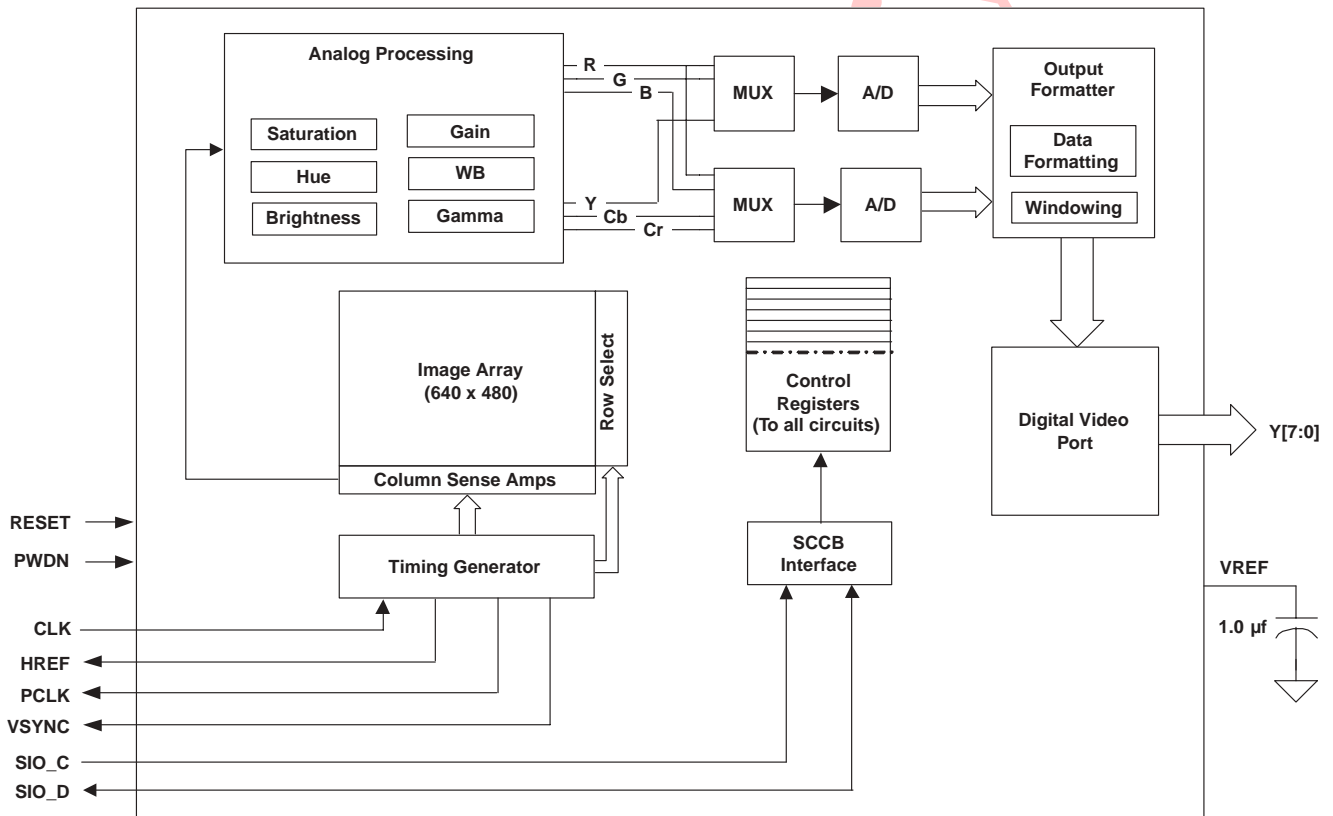 Analog Processing
Saturation
Hue
Brightness
Gain
WB
Gamma
R
G
B
Y
Cb
Cr
MUX
A/D
MUX
A/D
Output
Formatter
Data
Formatting
Windowing
Image Array
(640 x 480)
Row Select
Column Sense Amps
Timing Generator
Control
Registers
(To all circuits)
SCCB
Interface
Digital Video
Port
Y[7:0]
VREF
1.0 µf
RESET
PWDN
CLK
HREF
PCLK
VSYNC
SIO_C
SIO_D